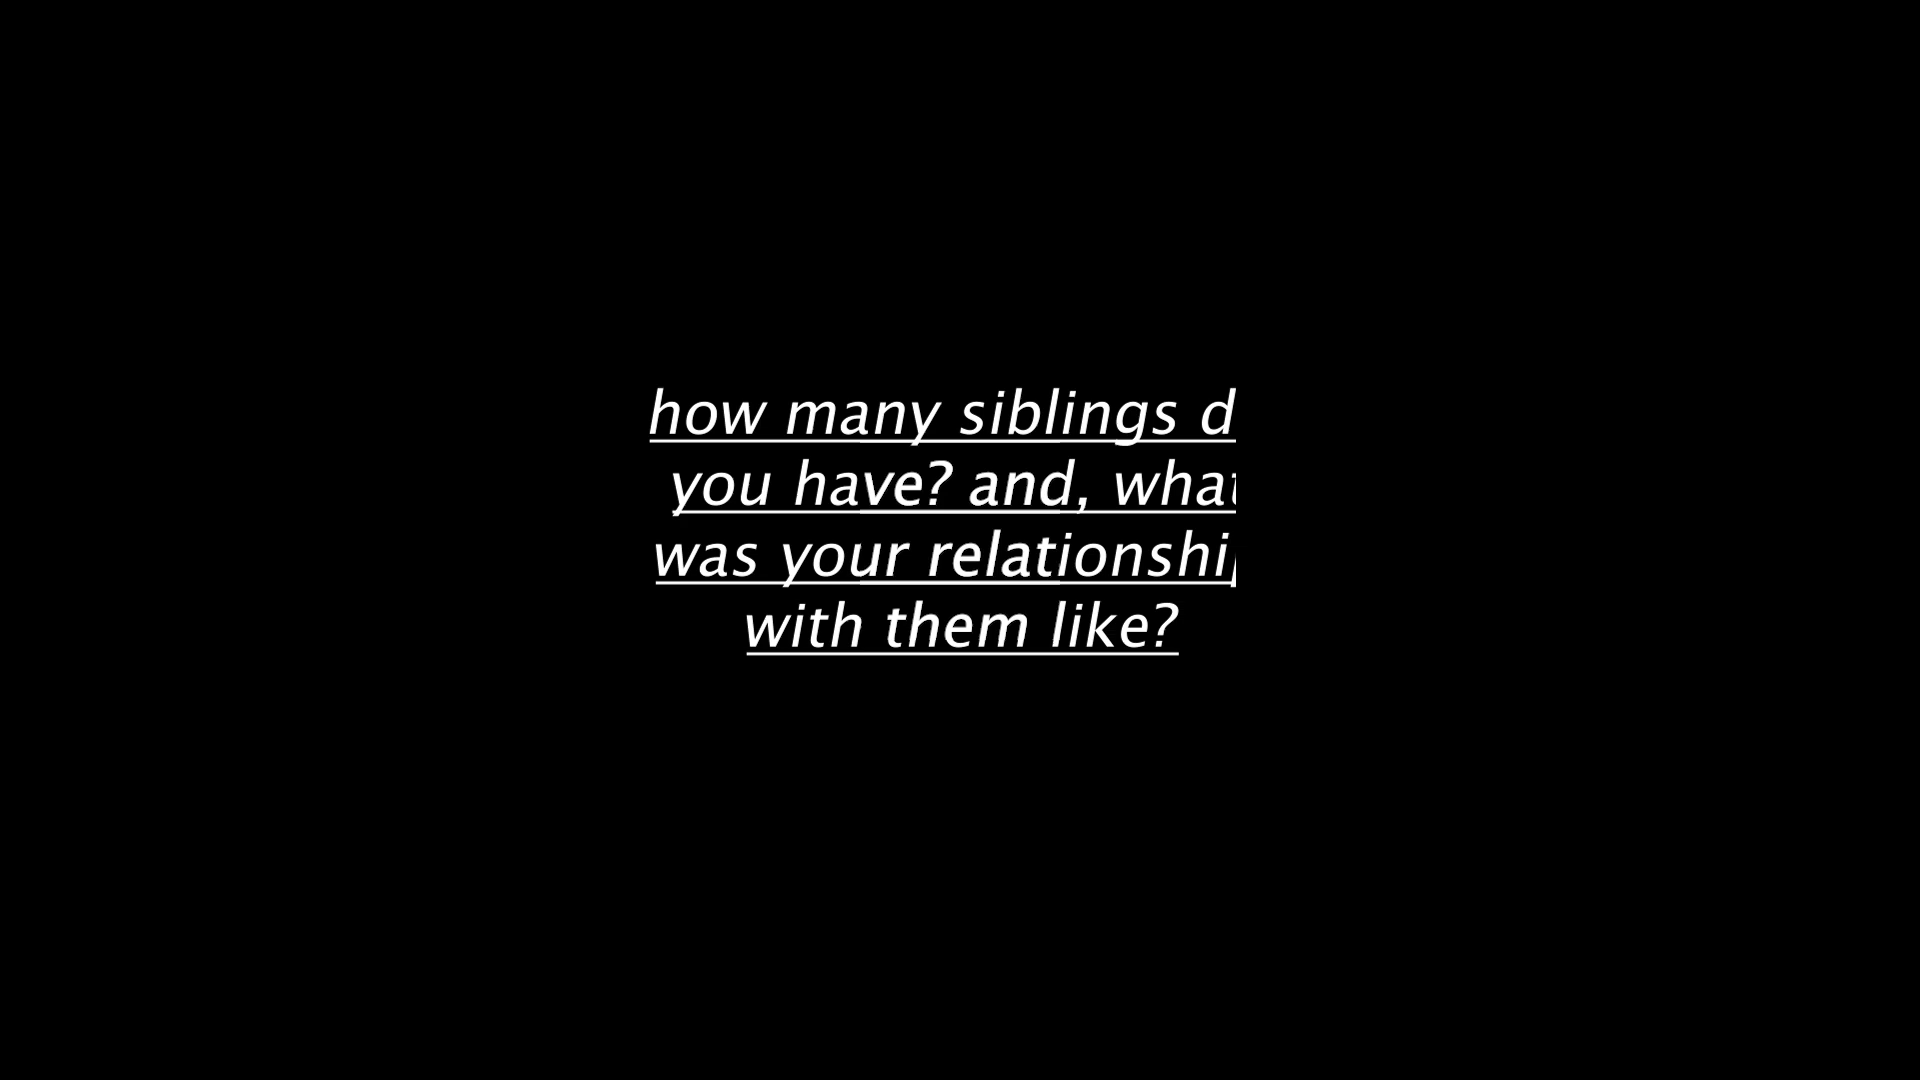 how many siblings d
you have? and, what
was your relationship
with them like?